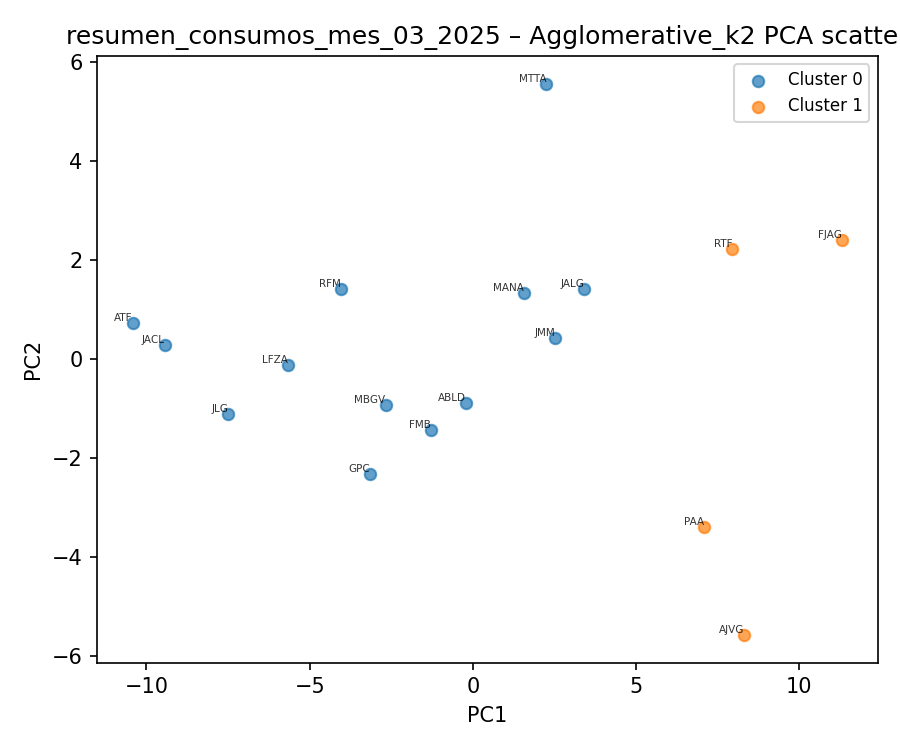 resumen_consumos_mes_03_2025 – Agglomerative_k2 PCA scatte
Cluster 0
Cluster 1
MTTA
RTF
FJAG
RFM
MANA
JALG
ATF
JACL
JMM
LFZA
JLG
MBGV
ABLD
FMB
GPC
PAA
AJVG
6
4
2
0
−2
−4
−6
PC2
−10
−5
0
5
10
PC1